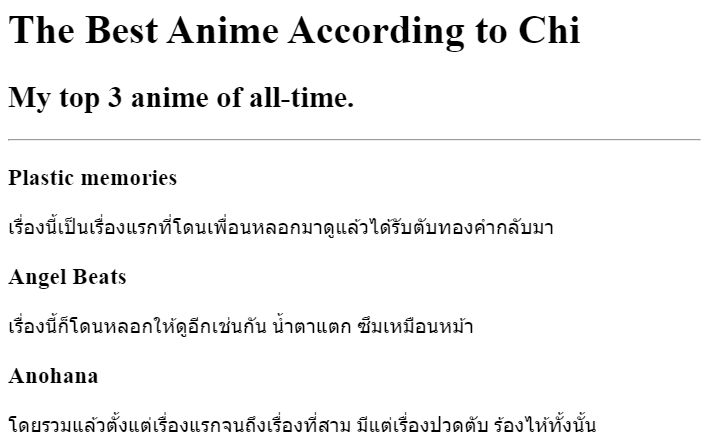 The Best Anime According to Chi
My top 3 anime of all-time.
Plastic memories
เรื่องนี้เป็นเรื่องแรกที่โดนเพื่อนหลอกมาดูแล้วได้รับตับทองคำกลับมา
Angel Beats
เรื่องนี้ก็โดนหลอกให้ดูอีกเช่นกัน น้ำตาแตก ซึมเหมือนหม้า
Anohana
โดยรวมแล้วตั้งแต่เรื่องแรกจนถึงเรื่องที่สาม มีแต่เรื่องปวดตับ ร้องไห้ทั้งนั้น